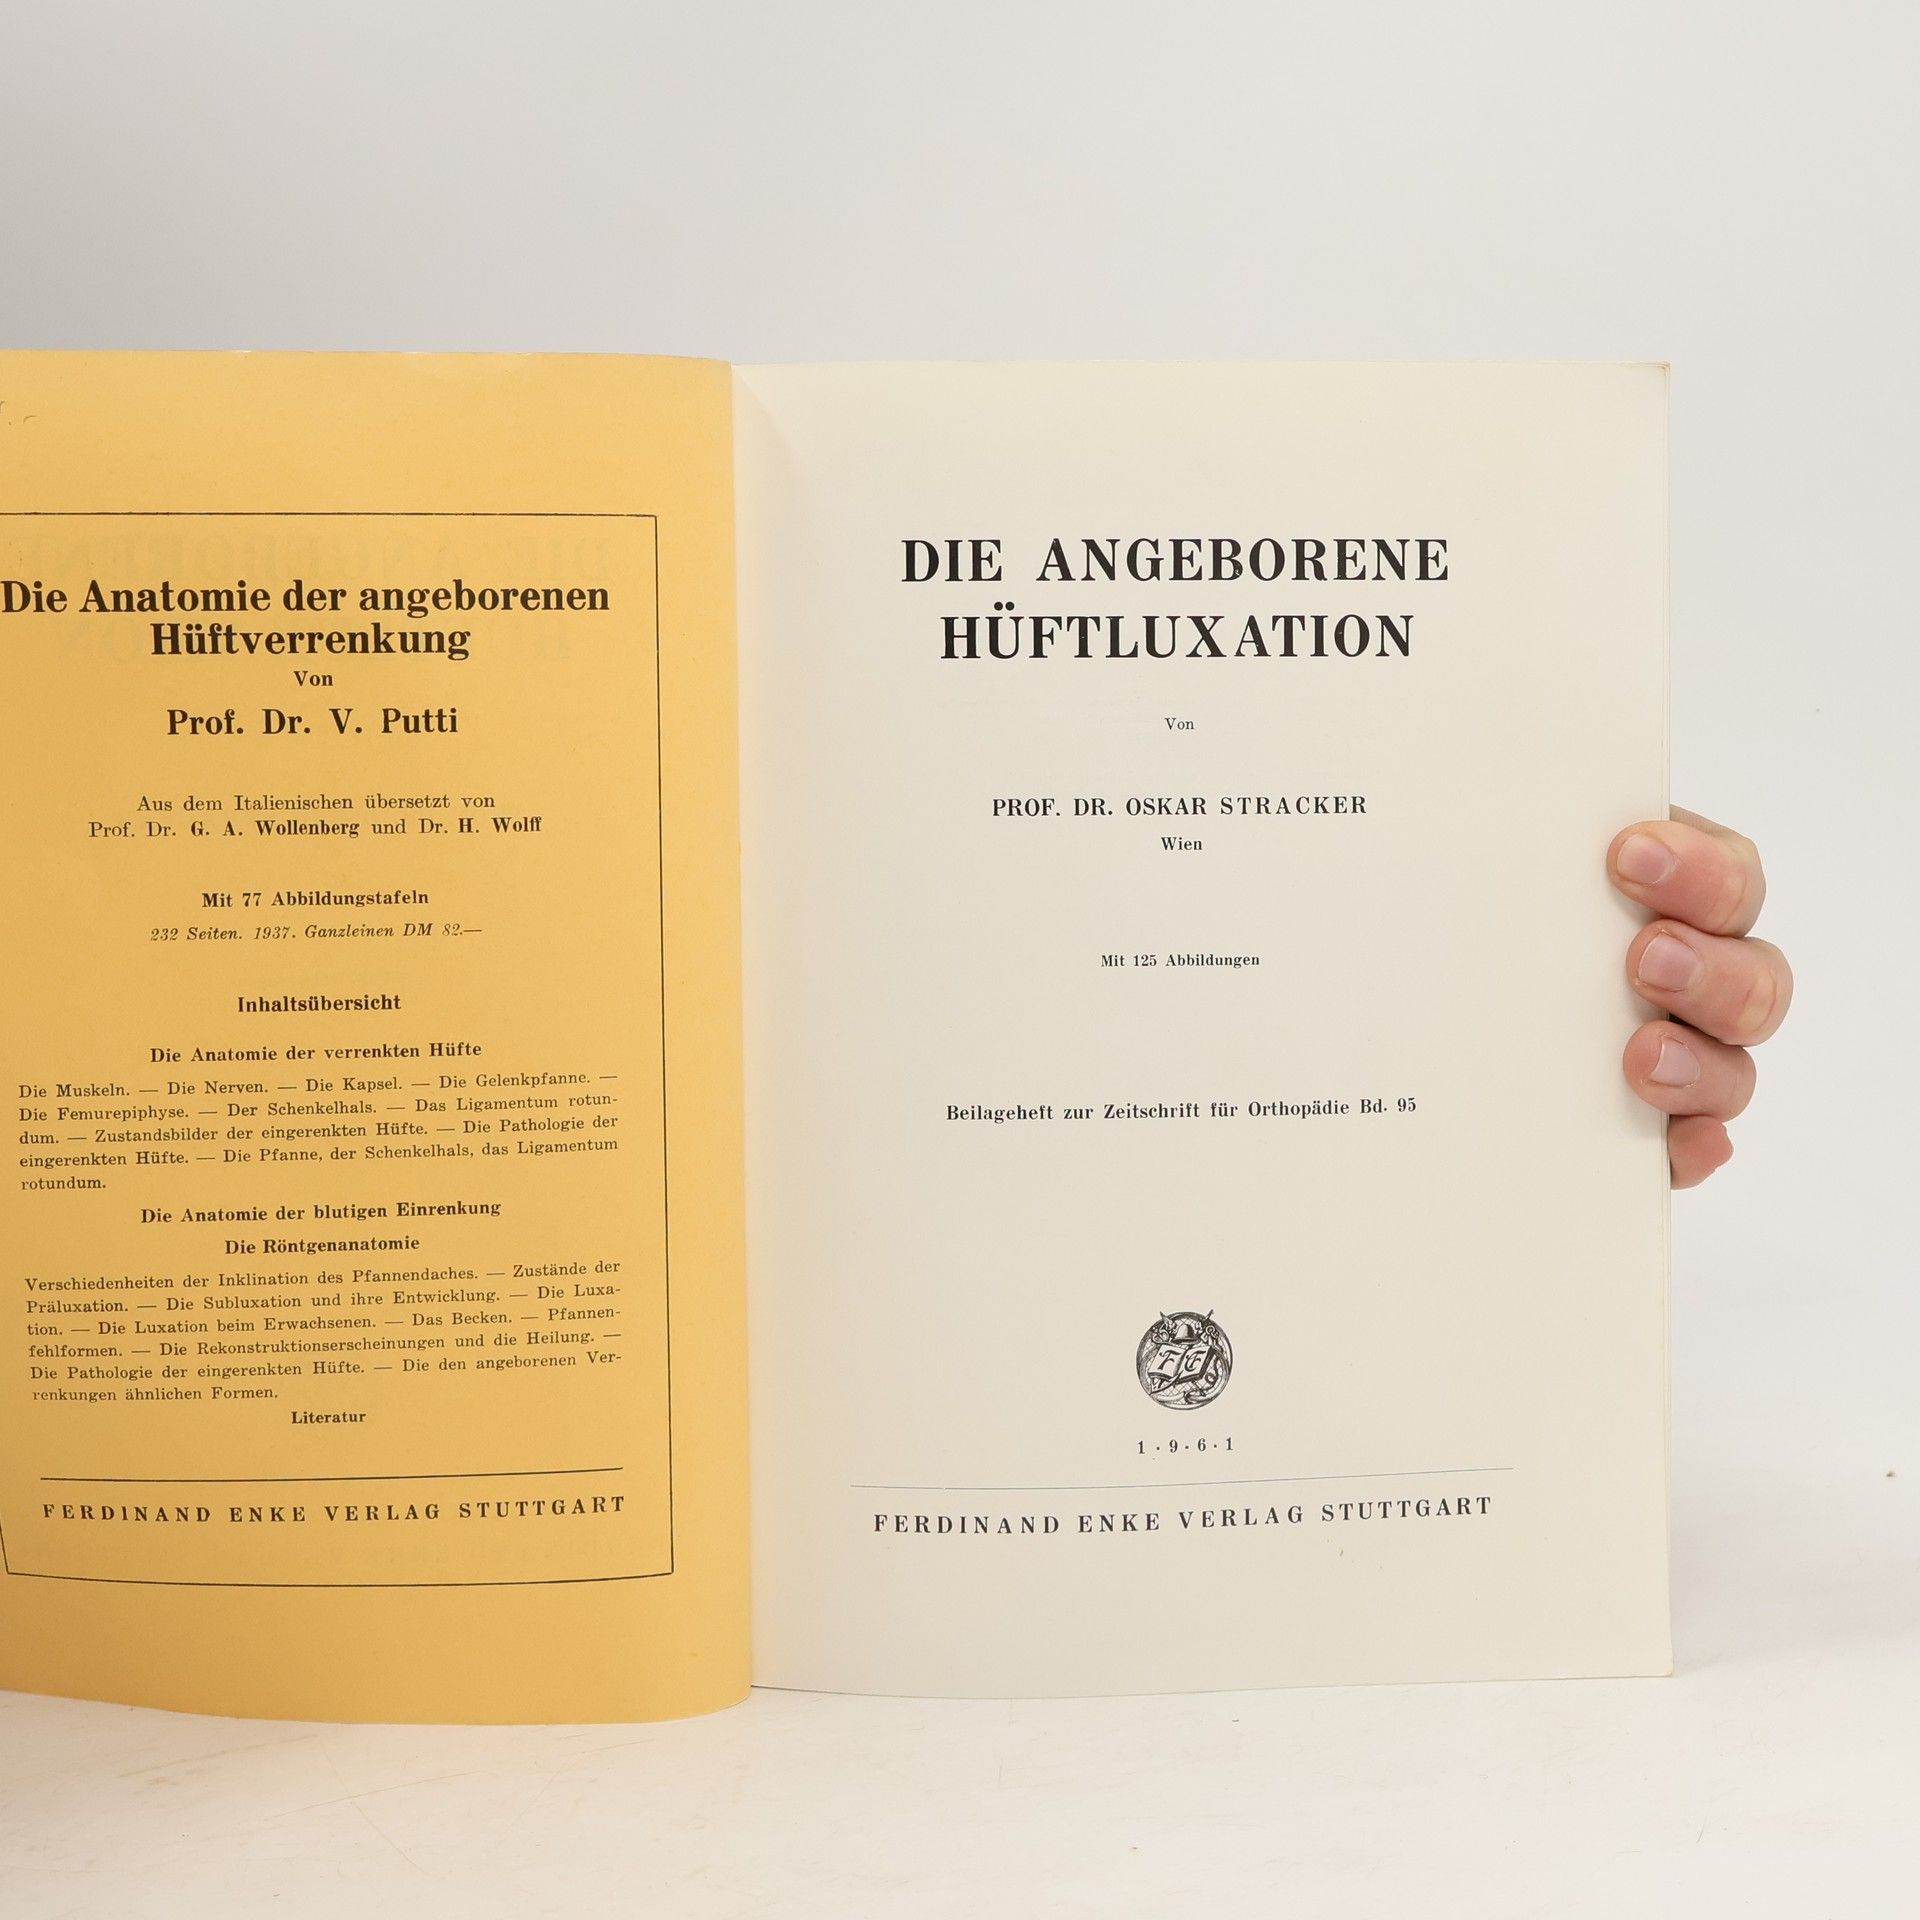 Die Anatomie der angeborenen
Hüftverrenkung
Von
Prof. Dr. V. Putti
Aus dem Italienischen übersetzt von
Prof. Dr. G. A. Wollenberg und Dr. H. Wolff
Mit 77 Abbildungstafeln
232 Seiten. 1937. Ganzleinen DM 82.—
Inhaltsübersicht
Die Anatomie der verrenkten Hüfte
Die Muskeln. — Die Nerven. — Die Kapsel. — Die Gelenkpfanne. —
Die Femurepiphyse. — Der Schenkelhals. — Das Ligamentum rotun-
dum. — Zustandsbilder der eingerenkten Hüfte. — Die Pathologie der
eingerenkten Hüfte. — Die Pfanne, der Schenkelhals, das Ligamentum
rotundum.
Die Anatomie der blutigen Einrenkung
Die Röntgenanatomie
Verschiedenheiten der Inklination des Pfannendaches. — Zustände der
Präluxation. — Die Subluxation und ihre Entwicklung. — Die Luxa-
tion. — Die Luxation beim Erwachsenen. — Das Becken. — Pfannen-
fehlformen. — Die Rekonstruktionserscheinungen und die Heilung. —
Die Pathologie der eingerenkten Hüfte. — Die den angeborenen Ver-
renkungen ähnlichen Formen.
Literatur
FERDINAND ENKE VERLAG STUTTGART
DIE ANGEBORENE
HÜFTLUXATION
Von
PROF. DR. OSKAR STRACKER
Wien
Mit 125 Abbildungen
Beilageheft zur Zeitschrift für Orthopädie Bd. 95
F E
1 · 9 · 6 · 1
FERDINAND ENKE VERLAG STUTTGART